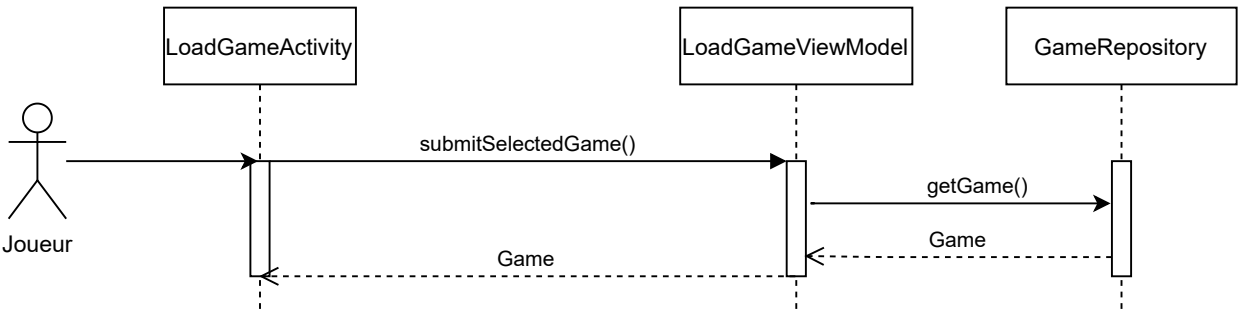 LoadGameActivity
LoadGameViewModel
GameRepository
submitSelectedGame()
getGame()
Game
Joueur
Game